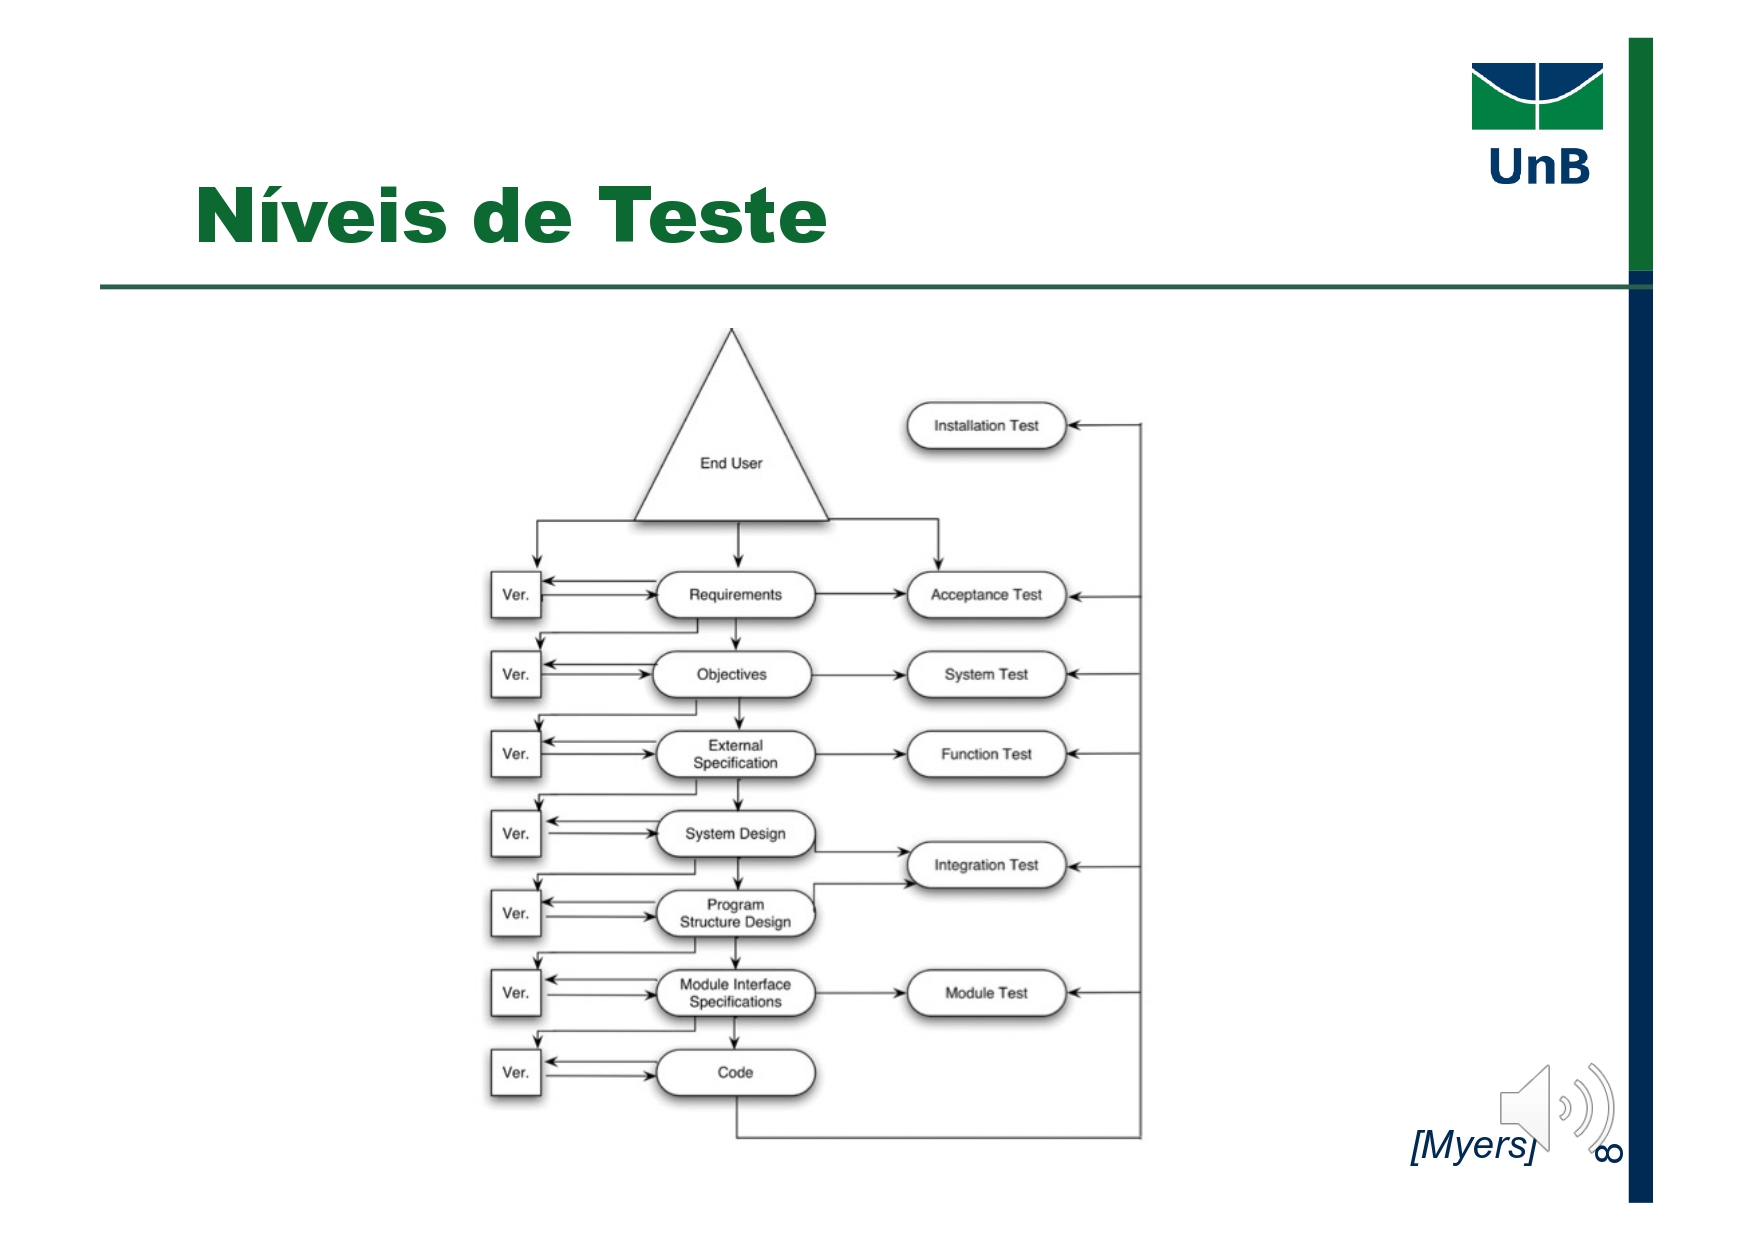 UnB
Níveis de Teste
End User
Installation Test
Ver.
Requirements
Acceptance Test
Ver.
Objectives
System Test
Ver.
External
Specification
Function Test
Ver.
System Design
Integration Test
Ver.
Program
Structure Design
Ver.
Module Interface
Specifications
Module Test
Ver.
Code
[Myers]
8